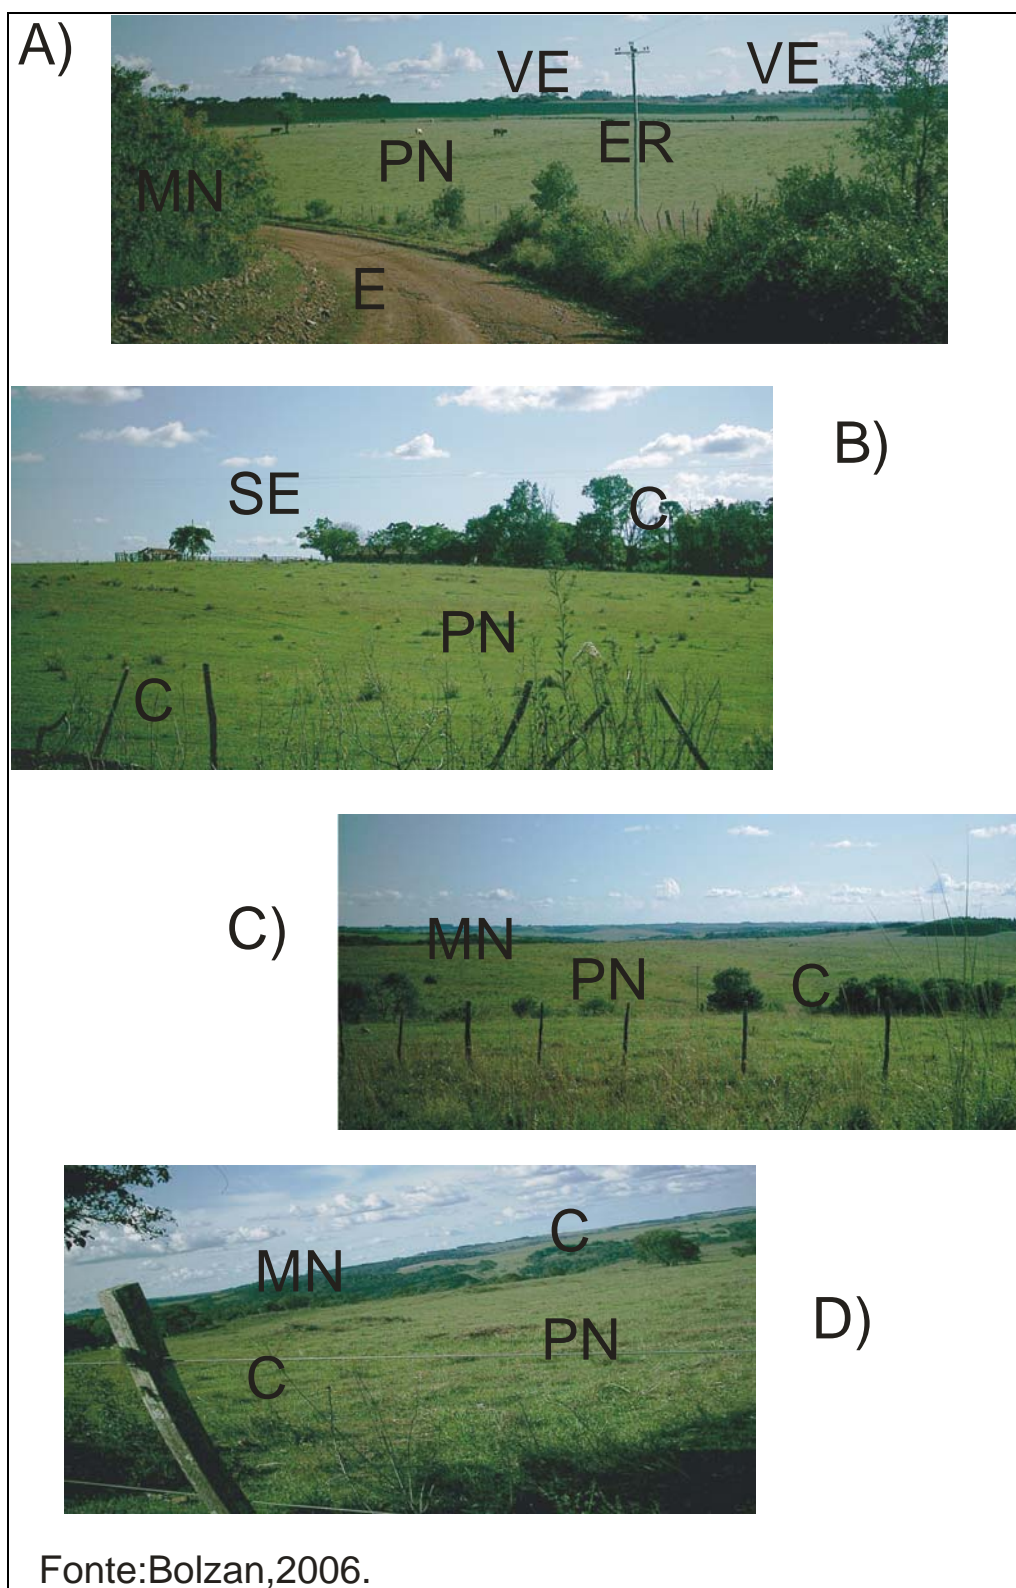 A)
VE VE
PN ER
MN
E
B)
SE C
PN
C
C)
MN
PN C
C
MN
PN
C
D)
Fonte:Bolzan,2006.